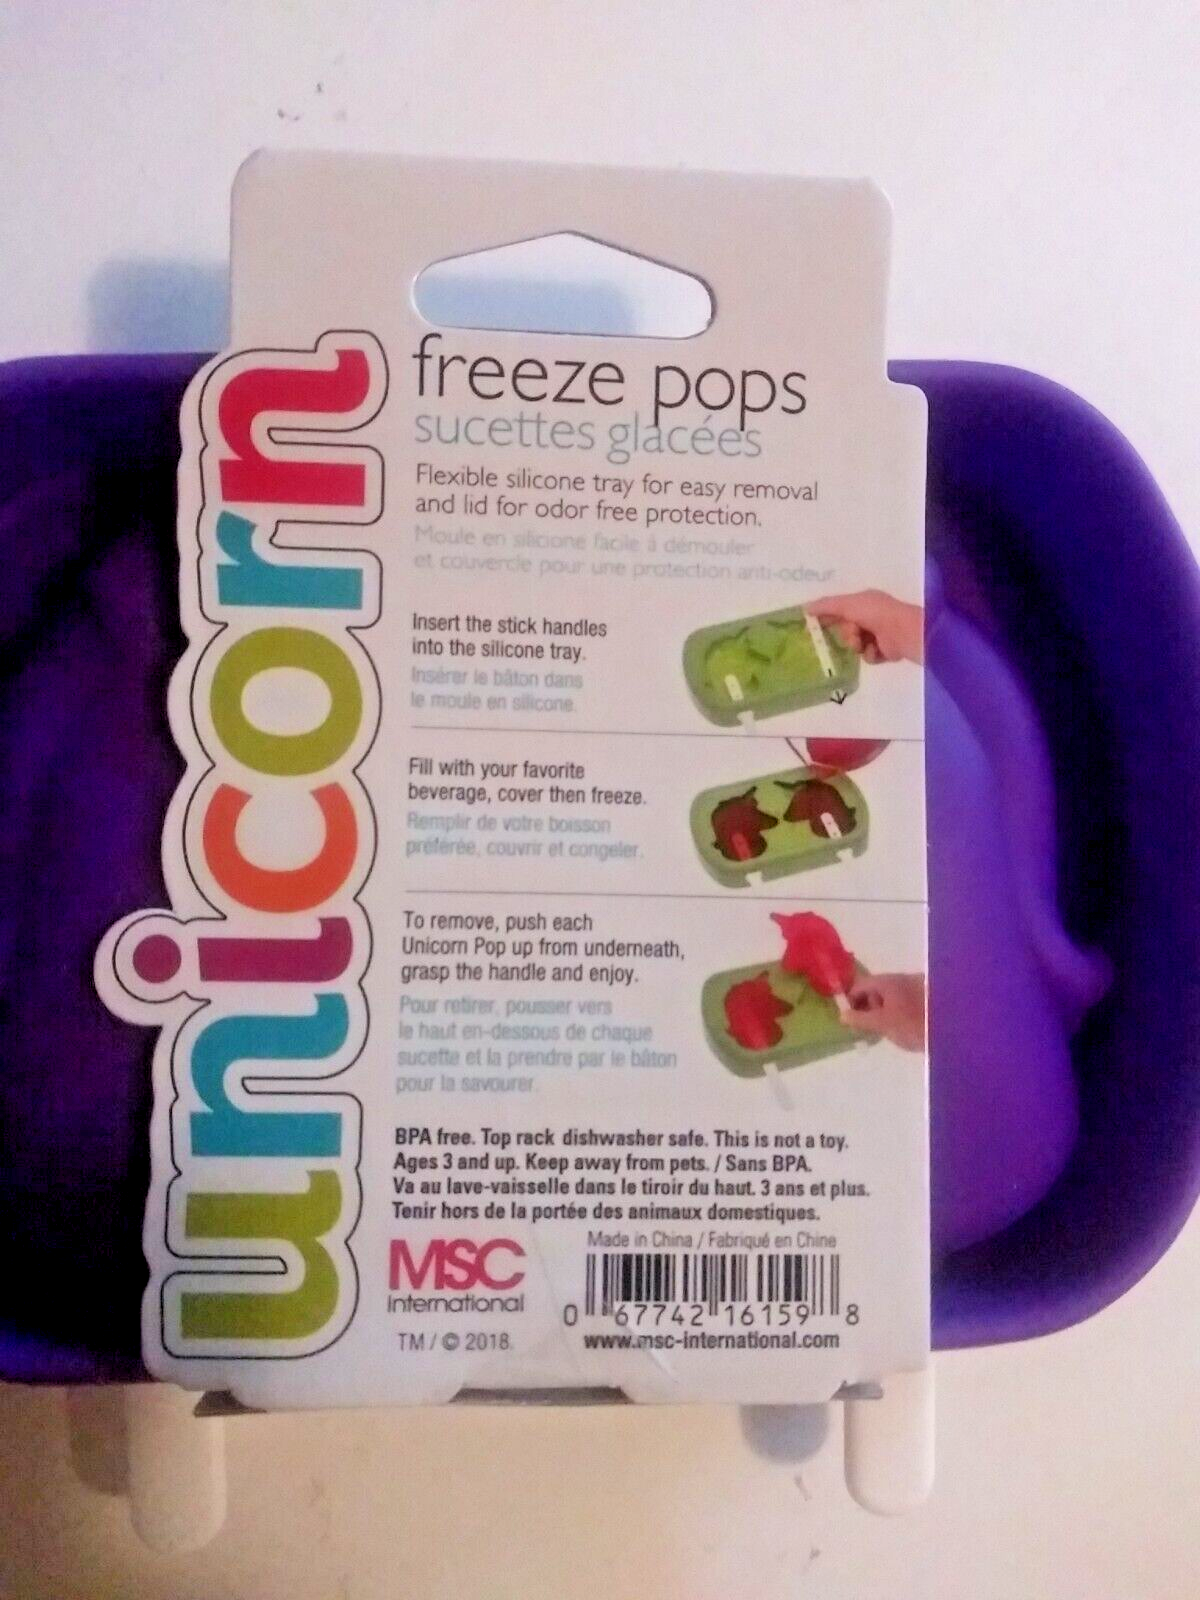 unicorn
freeze pops
sucettes glacées
Flexible silicone tray for easy removal
and lid for odor free protection.
Moule en silicone facile à démouler
et couvercle pour une protection anti-odeur
Insert the stick handles
into the silicone tray.
Insérer le bâton dans
le moule en silicone.
Fill with your favorite
beverage, cover then freeze.
Remplir de votre boisson
préférée, couvrir et congeler.
To remove, push each
Unicorn Pop up from underneath,
grasp the handle and enjoy.
Pour retirer, pousser vers
le haut en-dessous de chaque
sucette et la prendre par le bâton
pour la savourer.
BPA free. Top rack dishwasher safe. This is not a toy.
Ages 3 and up. Keep away from pets. / Sans BPA.
Va au lave-vaisselle dans le tiroir du haut. 3 ans et plus.
Tenir hors de la portée des animaux domestiques.
MSC
International
TM / © 2018.
Made in China / Fabriqué en Chine
0 67742 16159 8
www.msc-international.com